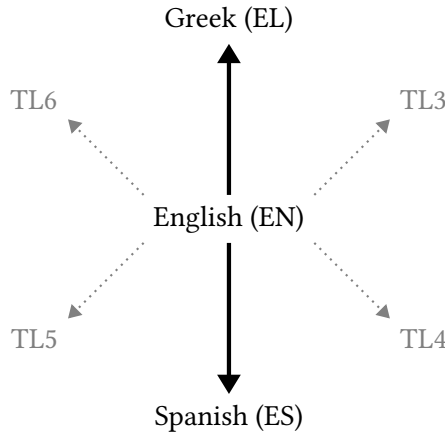 Greek (EL)
TL6
TL3
English (EN)
TL5
TL4
Spanish (ES)